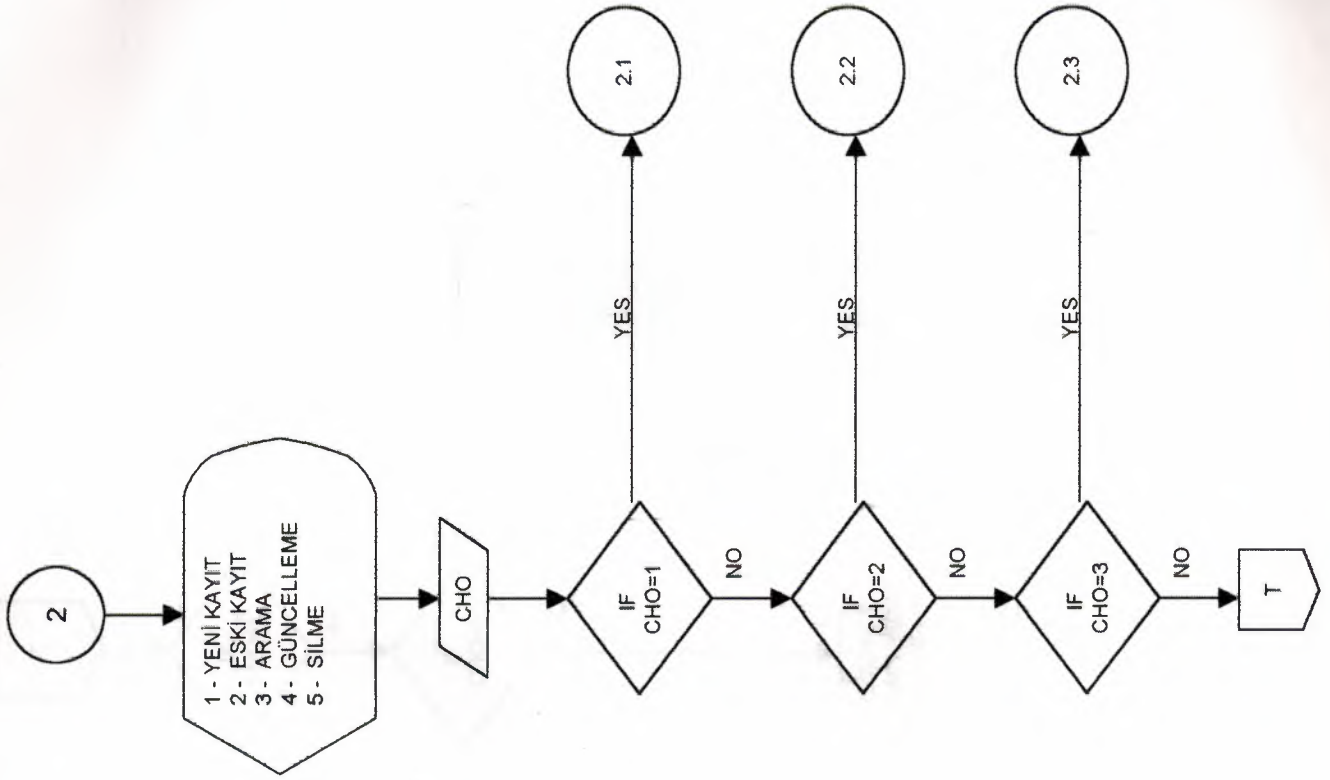 2
1 - YENİ KAYIT
2 - ESKİ KAYIT
3 - ARAMA
4 - GÜNCELLEME
5 - SİLME
CHO
IF
CHO=1
YES
2.1
NO
IF
CHO=2
YES
2.2
NO
IF
CHO=3
YES
2.3
NO
T